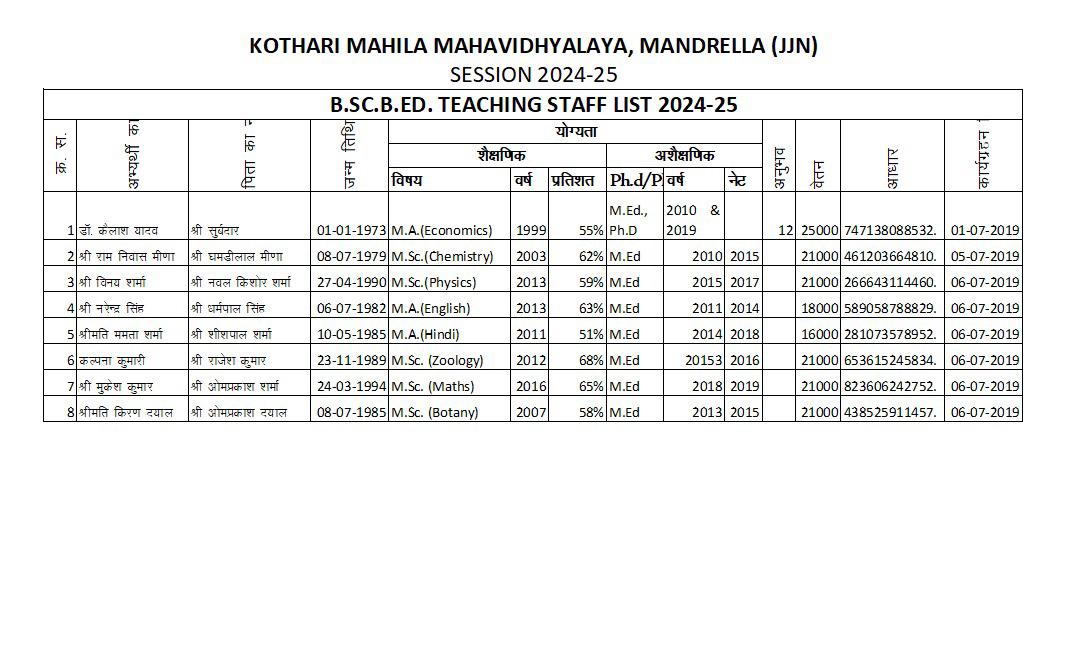 KOTHARI MAHILA MAHAVIDHYALAYA, MANDRELLA (JJN)
SESSION 2024-25
B.SC.B.ED. TEACHING STAFF LIST 2024-25
क्र. स. अभ्यर्थी का पिता का जन्म तिथि योग्यता अनुभव वेतन आधार कार्यग्रहन
शैक्षणिक अशैक्षणिक
विषय वर्ष प्रतिशत Ph.d/P. वर्ष नेट
1 डॉ. कैलाश यादव श्री सुर्वदार 01-01-1973 M.A.(Economics) 1999 55% M.Ed., Ph.D 2010 & 2019 12 25000 747138088532. 01-07-2019
2 श्री राम निवास मीणा श्री घमडीलाल मीणा 08-07-1979 M.Sc.(Chemistry) 2003 62% M.Ed 2010 2015 21000 461203664810. 05-07-2019
3 श्री विनय शर्मा श्री नवल किशोर शर्मा 27-04-1990 M.Sc.(Physics) 2013 59% M.Ed 2015 2017 21000 266643114460. 06-07-2019
4 श्री नरेन्द्र सिंह श्री धर्मपाल सिंह 06-07-1982 M.A.(English) 2013 63% M.Ed 2011 2014 18000 589058788829. 06-07-2019
5 श्रीमति ममता शर्मा श्री शीशपाल शर्मा 10-05-1985 M.A.(Hindi) 2011 51% M.Ed 2014 2018 16000 281073578952. 06-07-2019
6 कल्पना कुमारी श्री राजेश कुमार 23-11-1989 M.Sc. (Zoology) 2012 68% M.Ed 20153 2016 21000 653615245834. 06-07-2019
7 श्री मुकेश कुमार श्री ओमप्रकाश शर्मा 24-03-1994 M.Sc. (Maths) 2016 65% M.Ed 2018 2019 21000 823606242752. 06-07-2019
8 श्रीमति किरण दयाल श्री ओमप्रकाश दयाल 08-07-1985 M.Sc. (Botany) 2007 58% M.Ed 2013 2015 21000 438525911457. 06-07-2019